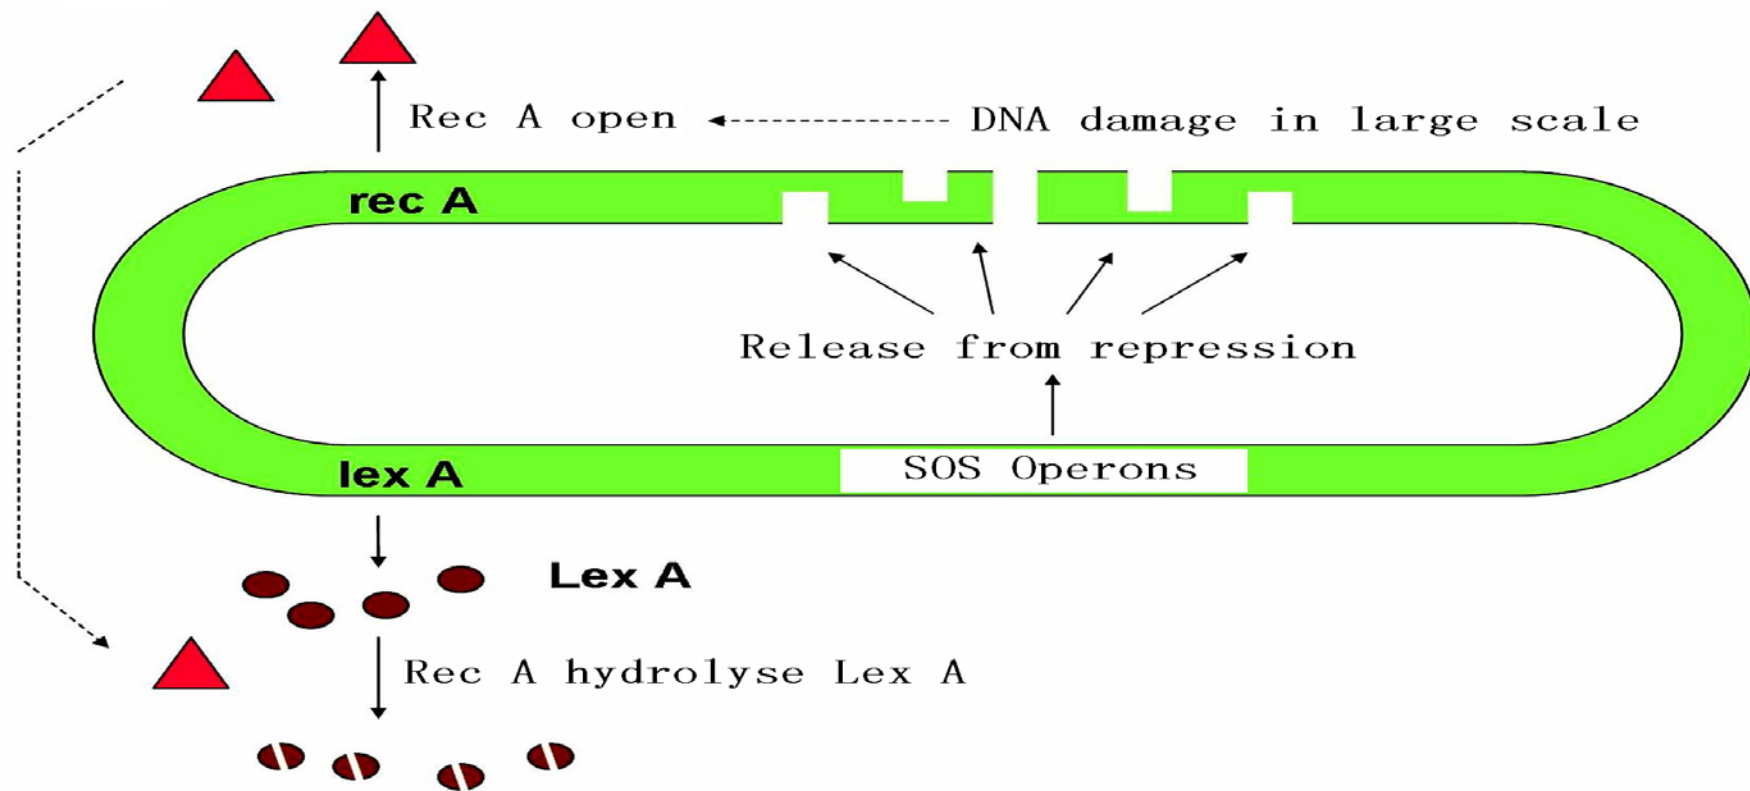 Rec A open
DNA damage in large scale
rec A
Release from repression
lex A
SOS Operons
Lex A
Rec A hydrolyse Lex A